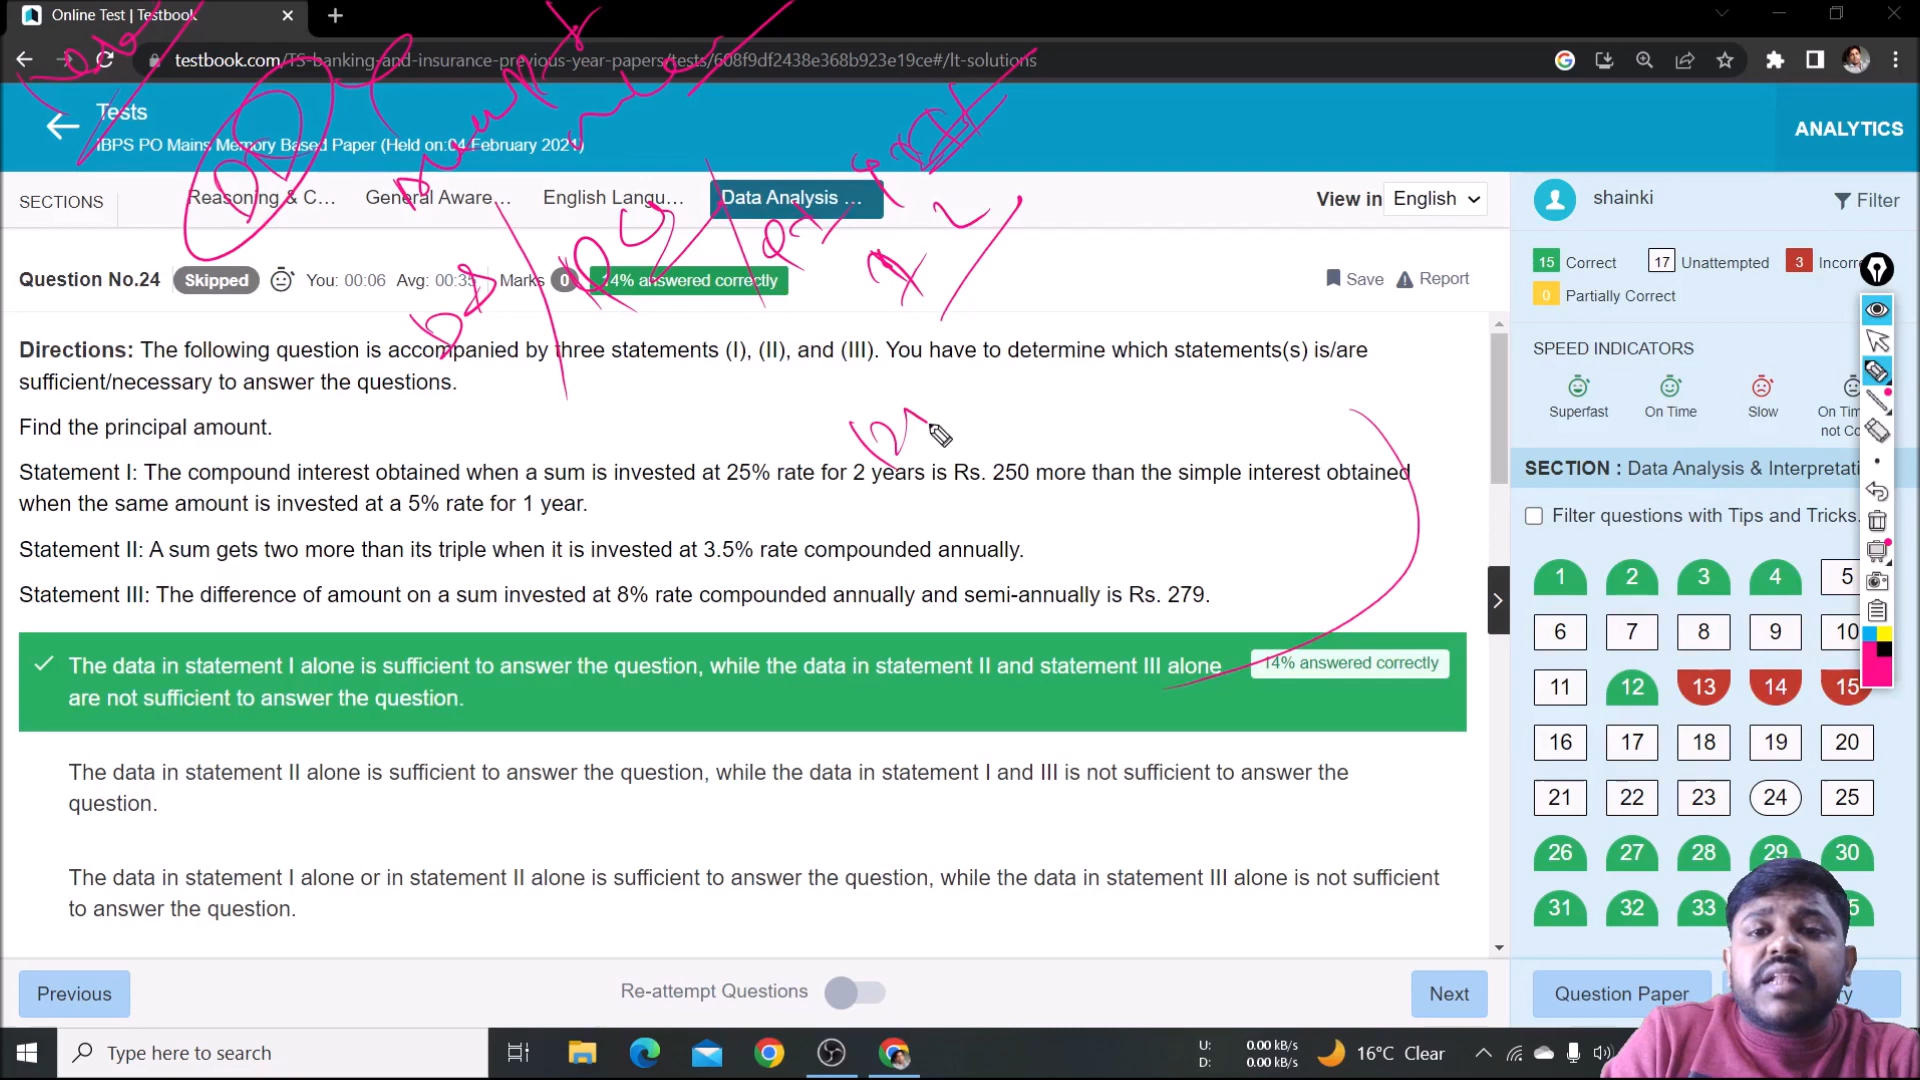 Online Test | Testbook
testbook.com/TS-banking-and-insurance-previous-year-papers/tests/608f9df2438e368b923e19ce#/lt-solutions
Tests
IBPS PO Mains Memory Based Paper (Held on:04 February 2021)
ANALYTICS
SECTIONS
Reasoning & C...
General Aware...
English Langu...
Data Analysis ...
View in
English
shainki
Filter
Question No.24
Skipped
You: 00:06 Avg: 00:35
Marks
0
14% answered correctly
Save
Report
15 Correct
17 Unattempted
3 Incorre
0 Partially Correct
Directions: The following question is accompanied by three statements (I), (II), and (III). You have to determine which statements(s) is/are
sufficient/necessary to answer the questions.
Find the principal amount.
Statement I: The compound interest obtained when a sum is invested at 25% rate for 2 years is Rs. 250 more than the simple interest obtained
when the same amount is invested at a 5% rate for 1 year.
Statement II: A sum gets two more than its triple when it is invested at 3.5% rate compounded annually.
Statement III: The difference of amount on a sum invested at 8% rate compounded annually and semi-annually is Rs. 279.
The data in statement I alone is sufficient to answer the question, while the data in statement II and statement III alone
are not sufficient to answer the question.
14% answered correctly
The data in statement II alone is sufficient to answer the question, while the data in statement I and III is not sufficient to answer the
question.
The data in statement I alone or in statement II alone is sufficient to answer the question, while the data in statement III alone is not sufficient
to answer the question.
SPEED INDICATORS
Superfast
On Time
Slow
On Tim
not Co
SECTION : Data Analysis & Interpretati
Filter questions with Tips and Tricks.
1 2 3 4 5
6 7 8 9 10
11 12 13 14 15
16 17 18 19 20
21 22 23 24 25
26 27 28 29 30
31 32 33 5
Previous
Re-attempt Questions
Next
Question Paper
ry
Type here to search
U: 0.00 kB/s
D: 0.00 kB/s
16°C Clear